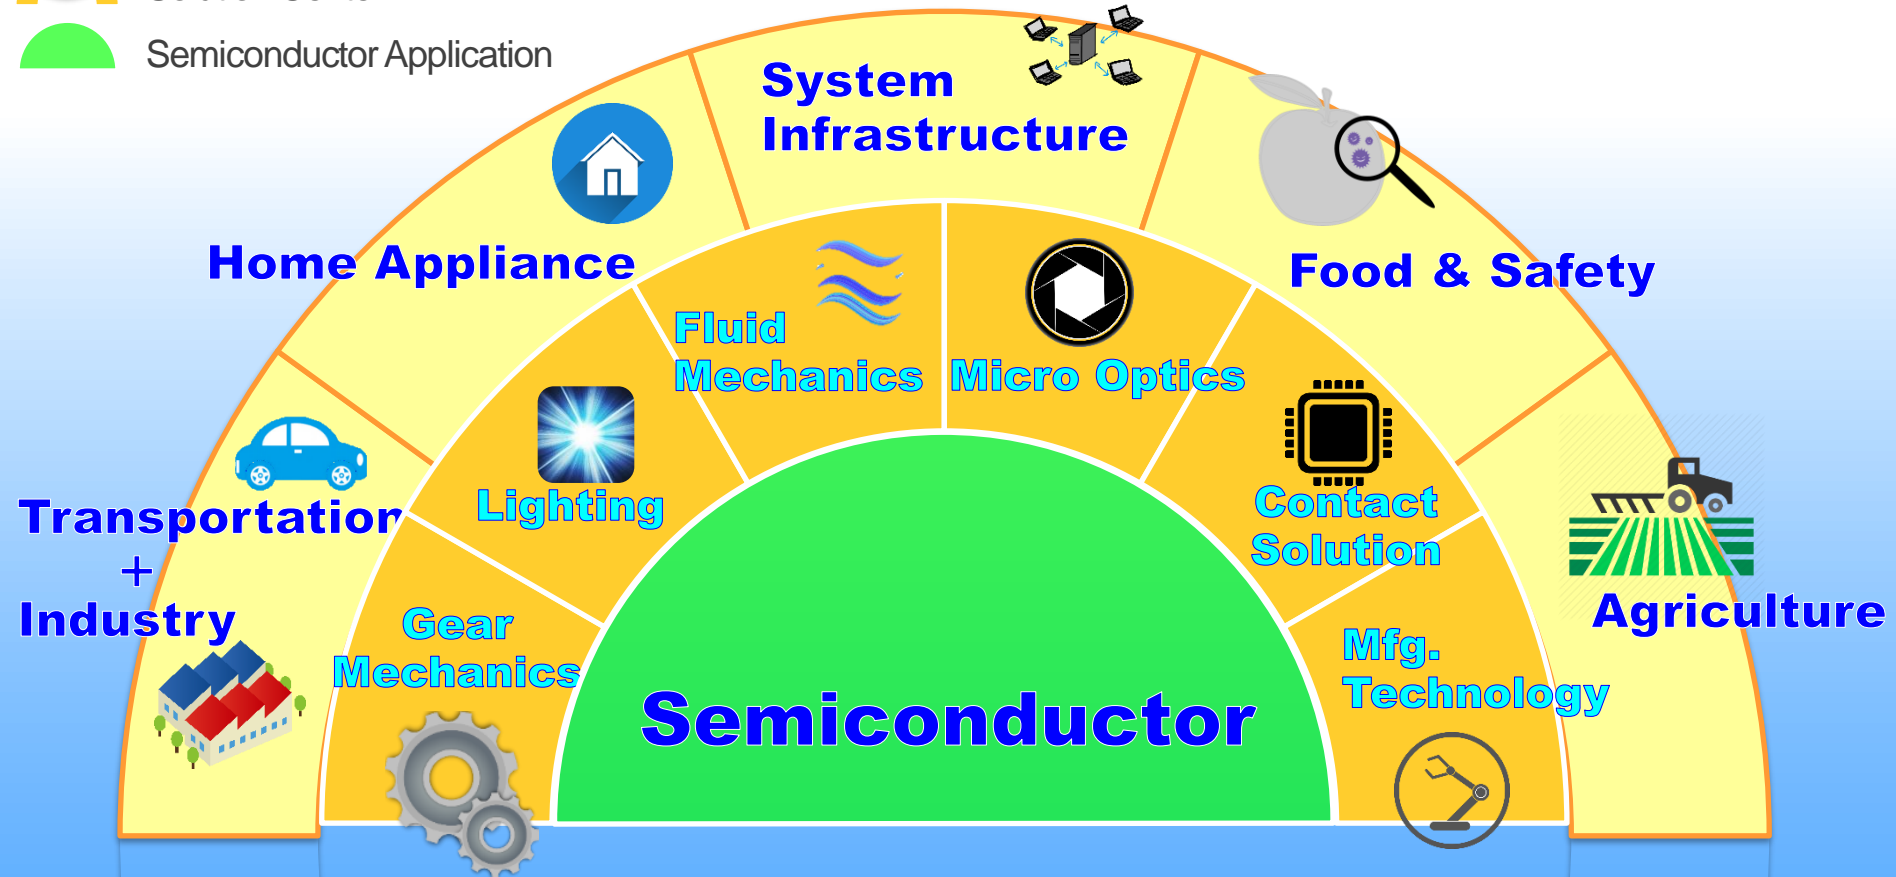 Semiconductor Application
System
Infrastructure
Home Appliance
Food & Safety
Fluid
Mechanics
Micro Optics
Lighting
Contact
Solution
Transportation
+
Industry
Agriculture
Gear
Mechanics
Mfg.
Technology
Semiconductor